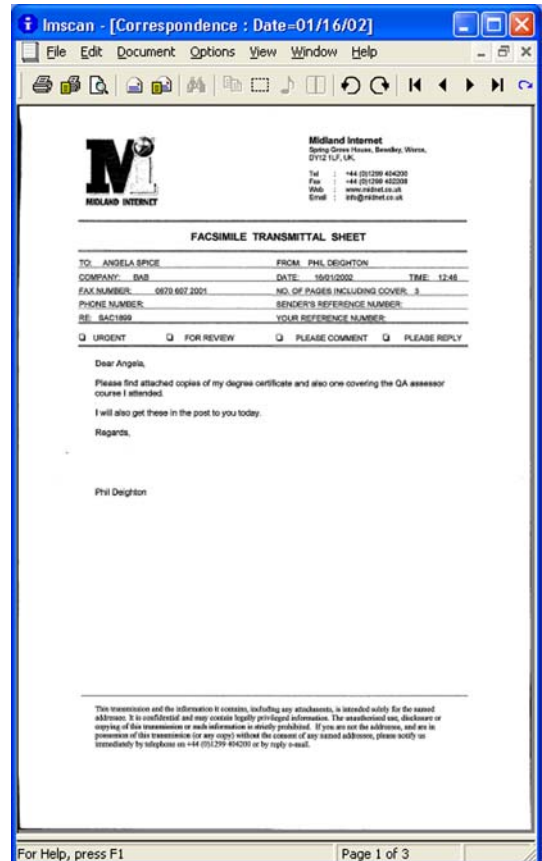 Imscan - [Correspondence : Date=01/16/02]
File Edit Document Options View Window Help
Midland Internet
Spring Grove House, Bewdley, Worcs,
DY12 1LF, UK.
Tel : +44 (0)1299 404200
Fax : +44 (0)1299 402208
Web : www.midnet.co.uk
Email : info@midnet.co.uk
MIDLAND INTERNET
FACSIMILE TRANSMITTAL SHEET
TO: ANGELA SPICE FROM: PHIL DEIGHTON
COMPANY: BAB DATE: 16/01/2002 TIME: 12:46
FAX NUMBER: 0870 607 2001 NO. OF PAGES INCLUDING COVER: 3
PHONE NUMBER: SENDER'S REFERENCE NUMBER:
RE: SAC1899 YOUR REFERENCE NUMBER:
URGENT FOR REVIEW PLEASE COMMENT PLEASE REPLY
Dear Angela,
Please find attached copies of my degree certificate and also one covering the QA assessor
course I attended.
I will also get these in the post to you today.
Regards,
Phil Deighton
This transmission and the information it contains, including any attachments, is intended solely for the named
addressee. It is confidential and may contain legally privileged information. The unauthorised use, disclosure or
copying of this transmission or such information is strictly prohibited. If you are not the addressee, and are in
possession of this transmission (or any copy) without the consent of any named addressee, please notify us
immediately by telephone on +44 (0)1299 404200 or by reply e-mail.
For Help, press F1 Page 1 of 3